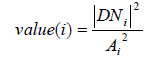 value(i) = |DN_i|^2 / A_i^2